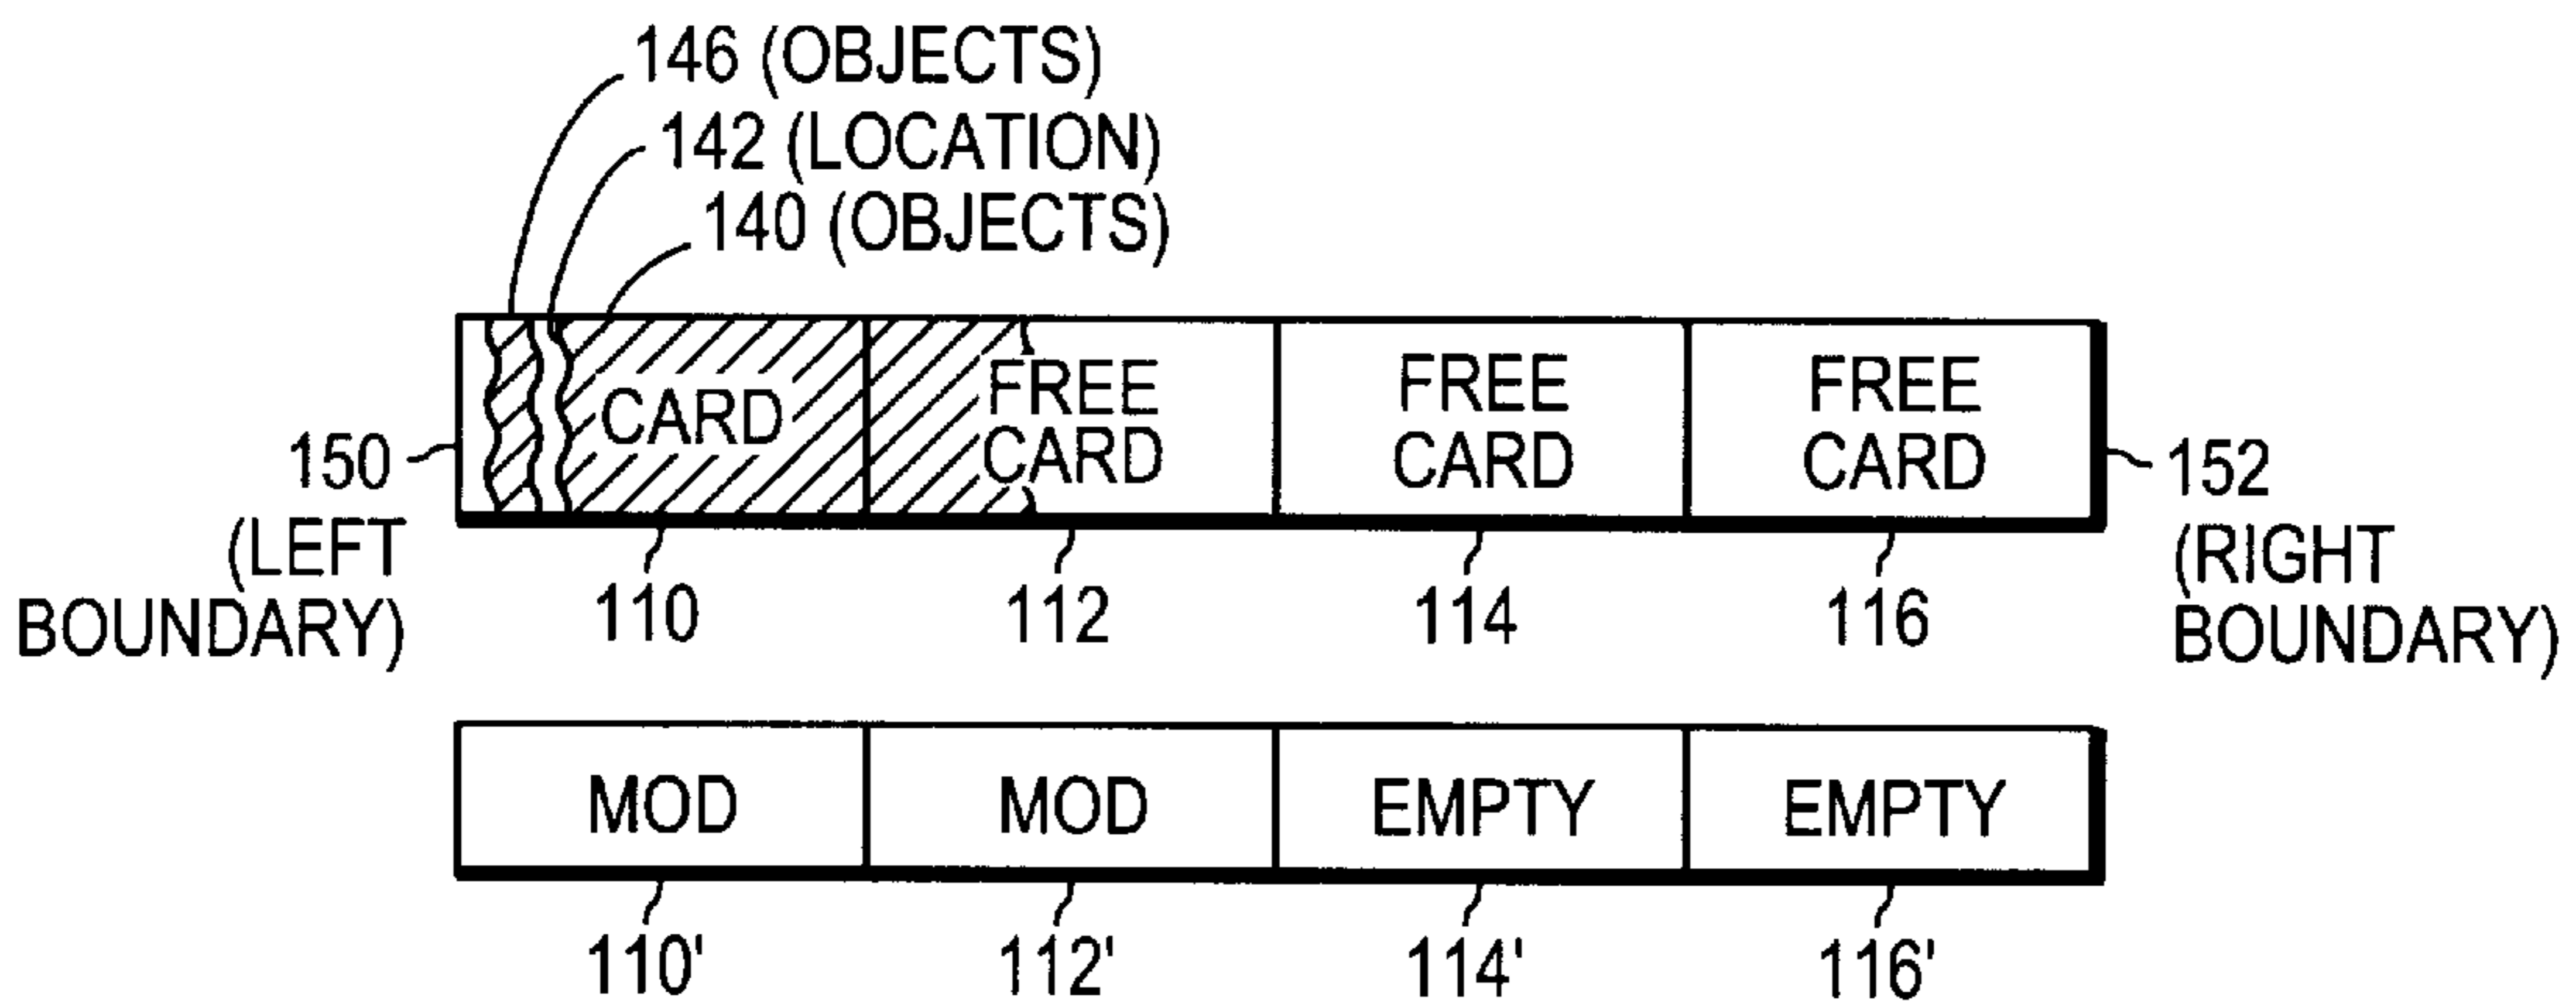 146 (OBJECTS)
142 (LOCATION)
140 (OBJECTS)
CARD
FREE
CARD
FREE
CARD
FREE
CARD
150
(LEFT
BOUNDARY)
152
(RIGHT
BOUNDARY)
110
112
114
116
MOD
MOD
EMPTY
EMPTY
110'
112'
114'
116'